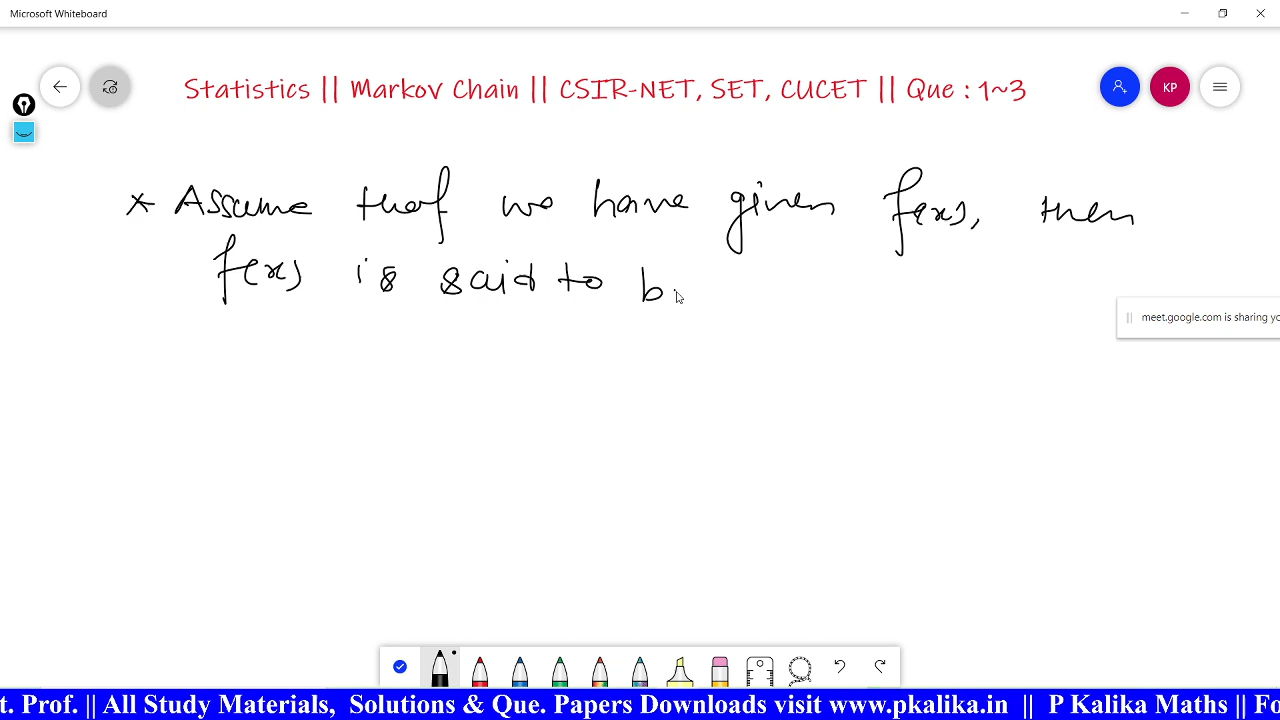 Microsoft Whiteboard
Statistics || Markov Chain || CSIR-NET, SET, CUCET || Que : 1~3
KP
* Assume that we have given f(x), then
f(x) is said to b
meet.google.com is sharing yo
t. Prof. || All Study Materials, Solutions & Que. Papers Downloads visit www.pkalika.in || P Kalika Maths || Fo